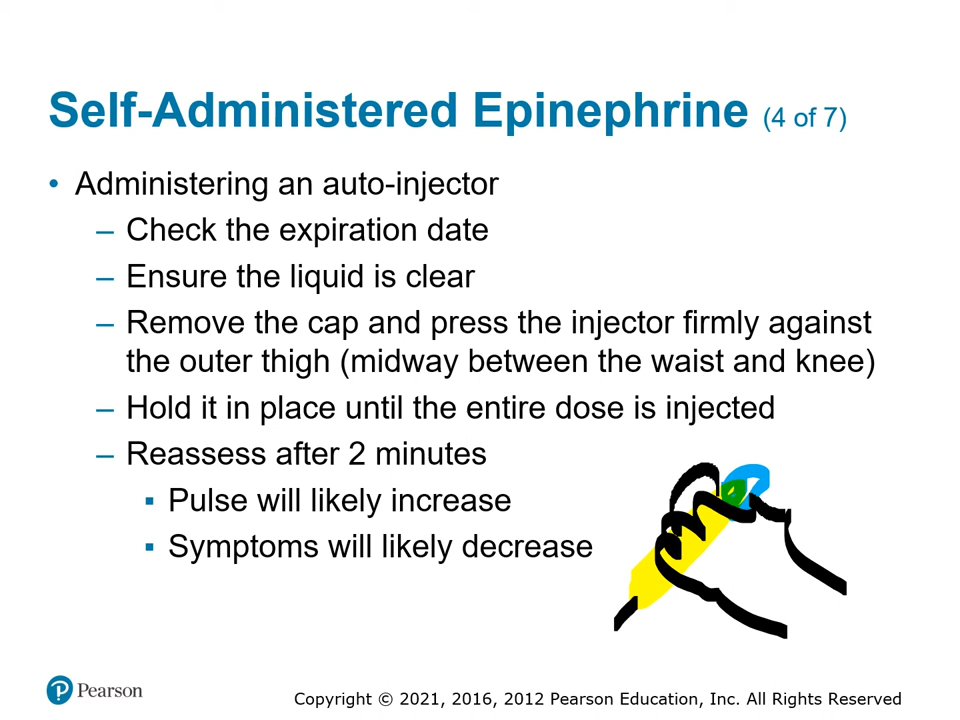 Self-Administered Epinephrine (4 of 7)
• Administering an auto-injector
– Check the expiration date
– Ensure the liquid is clear
– Remove the cap and press the injector firmly against
the outer thigh (midway between the waist and knee)
– Hold it in place until the entire dose is injected
– Reassess after 2 minutes
▪ Pulse will likely increase
▪ Symptoms will likely decrease
Pearson
Copyright © 2021, 2016, 2012 Pearson Education, Inc. All Rights Reserved